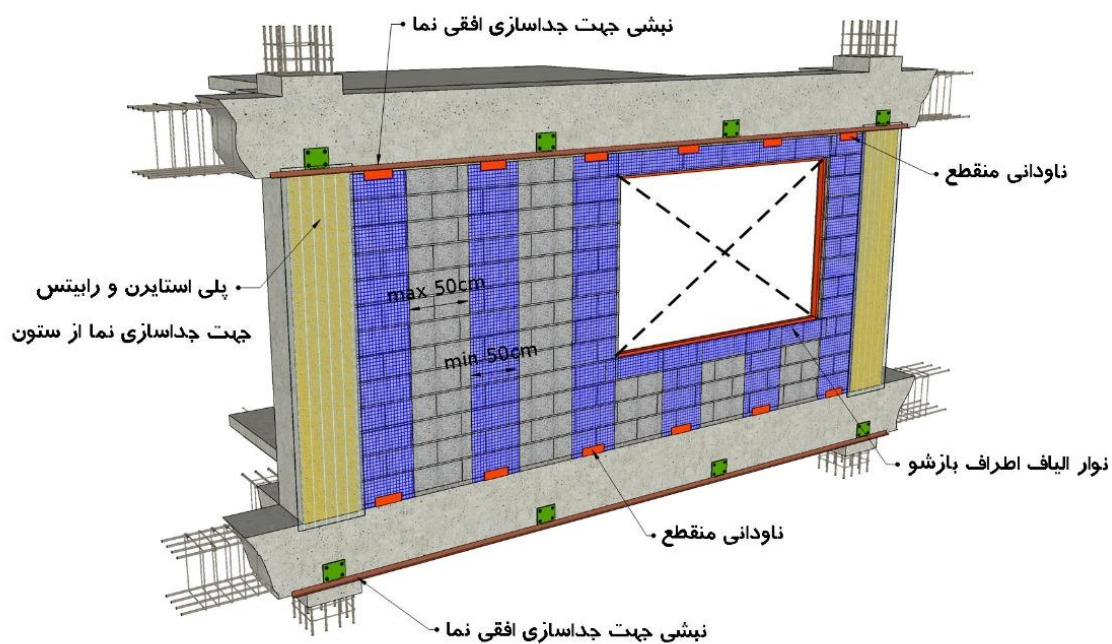 نبشی جهت جداسازی افقی نما
ناودانی منقطع
پلی استایرن و رابیتس
جهت جداسازی نما از ستون
max 50cm
min 50cm
نوار الیاف اطراف بازشو
ناودانی منقطع
نبشی جهت جداسازی افقی نما